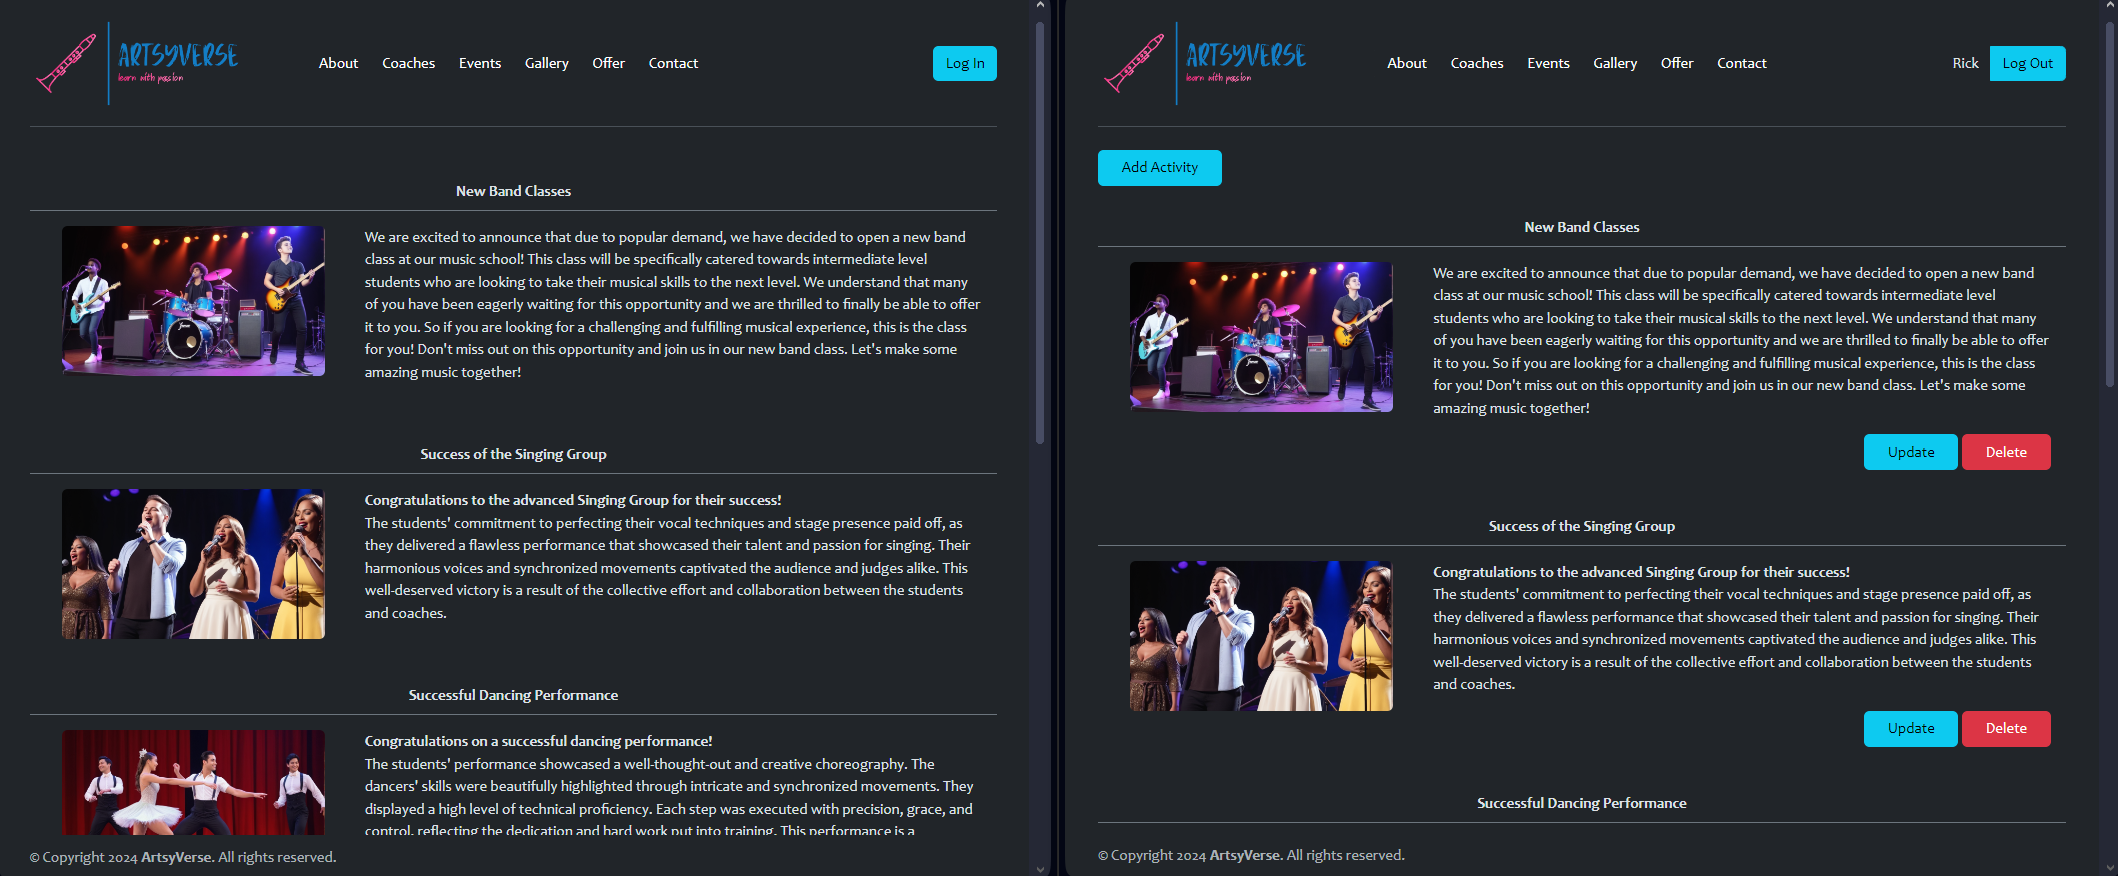 ARTSYVERSE
learn with passion
About Coaches Events Gallery Offer Contact
Log In
New Band Classes
We are excited to announce that due to popular demand, we have decided to open a new band
class at our music school! This class will be specifically catered towards intermediate level
students who are looking to take their musical skills to the next level. We understand that many
of you have been eagerly waiting for this opportunity and we are thrilled to finally be able to offer
it to you. So if you are looking for a challenging and fulfilling musical experience, this is the class
for you! Don't miss out on this opportunity and join us in our new band class. Let's make some
amazing music together!
Success of the Singing Group
Congratulations to the advanced Singing Group for their success!
The students' commitment to perfecting their vocal techniques and stage presence paid off, as
they delivered a flawless performance that showcased their talent and passion for singing. Their
harmonious voices and synchronized movements captivated the audience and judges alike. This
well-deserved victory is a result of the collective effort and collaboration between the students
and coaches.
Successful Dancing Performance
Congratulations on a successful dancing performance!
The students' performance showcased a well-thought-out and creative choreography. The
dancers' skills were beautifully highlighted through intricate and synchronized movements. They
displayed a high level of technical proficiency. Each step was executed with precision, grace, and
control, reflecting the dedication and hard work put into training. This performance is a
© Copyright 2024 ArtsyVerse. All rights reserved.
ARTSYVERSE
learn with passion
About Coaches Events Gallery Offer Contact
Rick Log Out
Add Activity
New Band Classes
We are excited to announce that due to popular demand, we have decided to open a new band
class at our music school! This class will be specifically catered towards intermediate level
students who are looking to take their musical skills to the next level. We understand that many
of you have been eagerly waiting for this opportunity and we are thrilled to finally be able to offer
it to you. So if you are looking for a challenging and fulfilling musical experience, this is the class
for you! Don't miss out on this opportunity and join us in our new band class. Let's make some
amazing music together!
Update Delete
Success of the Singing Group
Congratulations to the advanced Singing Group for their success!
The students' commitment to perfecting their vocal techniques and stage presence paid off, as
they delivered a flawless performance that showcased their talent and passion for singing. Their
harmonious voices and synchronized movements captivated the audience and judges alike. This
well-deserved victory is a result of the collective effort and collaboration between the students
and coaches.
Update Delete
Successful Dancing Performance
© Copyright 2024 ArtsyVerse. All rights reserved.